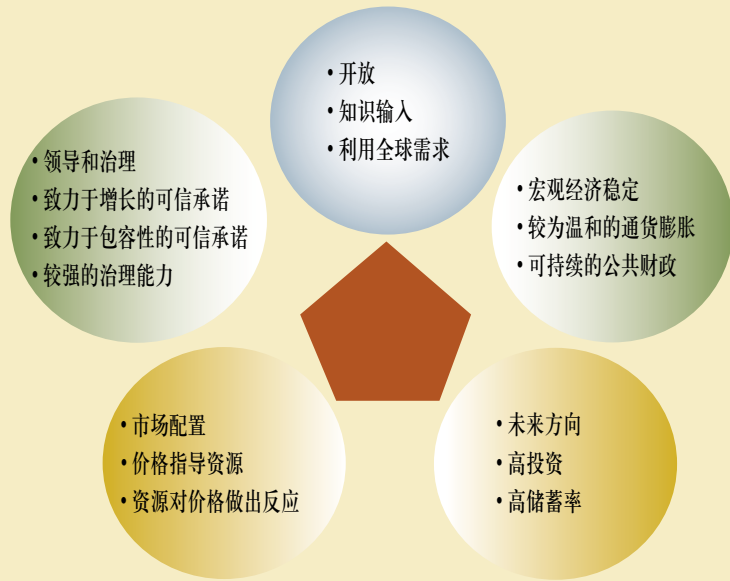 • 开放
• 知识输入
• 利用全球需求
• 领导和治理
• 致力于增长的可信承诺
• 致力于包容性的可信承诺
• 较强的治理能力
• 宏观经济稳定
• 较为温和的通货膨胀
• 可持续的公共财政
• 市场配置
• 价格指导资源
• 资源对价格做出反应
• 未来方向
• 高投资
• 高储蓄率